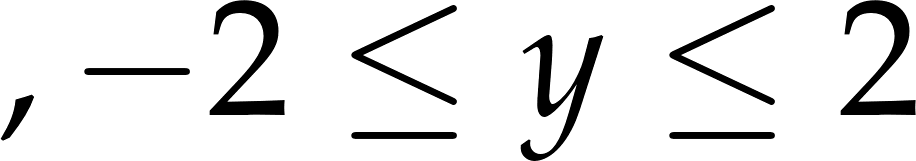 , −2 ≤ y ≤ 2